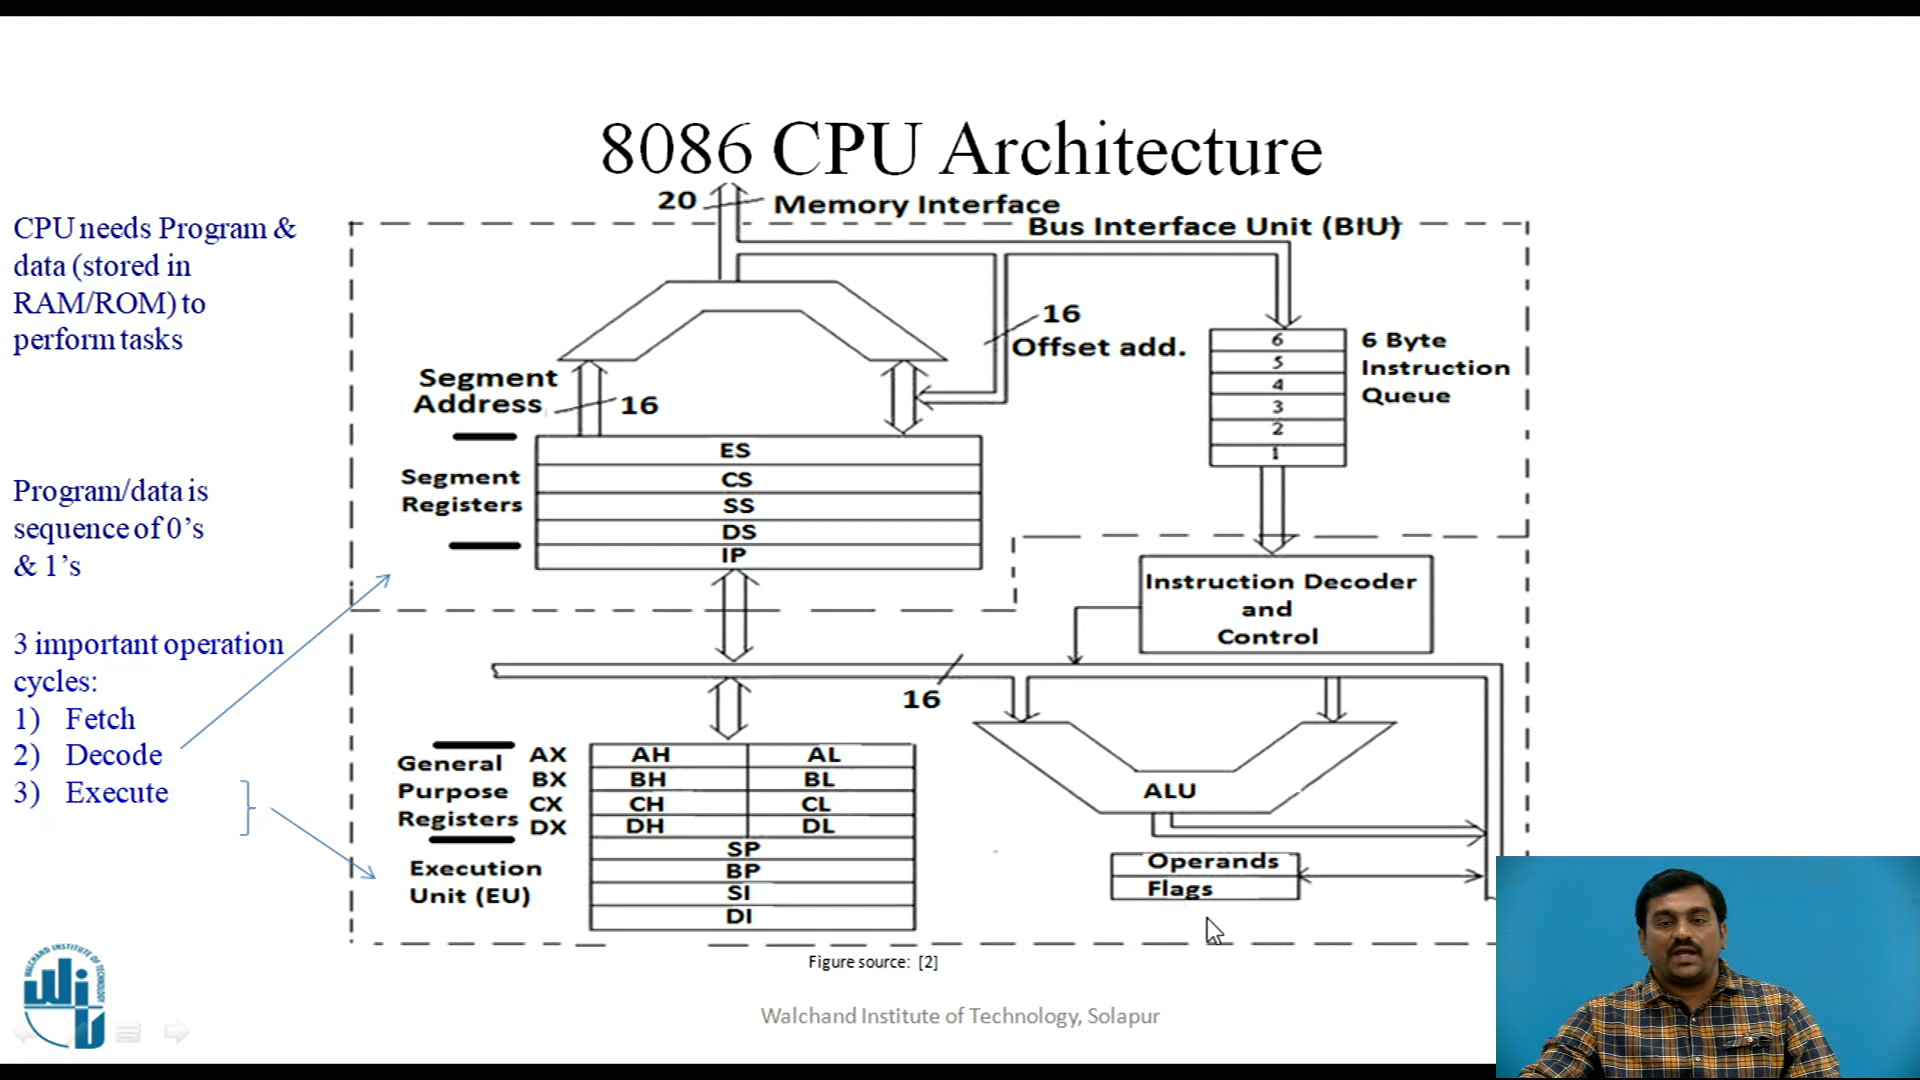 8086 CPU Architecture
20
Memory Interface
Bus Interface Unit (BIU)
CPU needs Program &
data (stored in
RAM/ROM) to
perform tasks
16
Offset add.
6
5
4
3
2
1
6 Byte
Instruction
Queue
Segment
Address
16
Segment
Registers
ES
CS
SS
DS
IP
Program/data is
sequence of 0's
& 1's
Instruction Decoder
and
Control
3 important operation
cycles:
1) Fetch
2) Decode
3) Execute
16
General
Purpose
Registers
AX AH AL
BX BH BL
CX CH CL
DX DH DL
SP
BP
SI
DI
ALU
Execution
Unit (EU)
Operands
Flags
Figure source: [2]
WALCHAND INSTITUTE OF TECHNOLOGY
WIT
Walchand Institute of Technology, Solapur